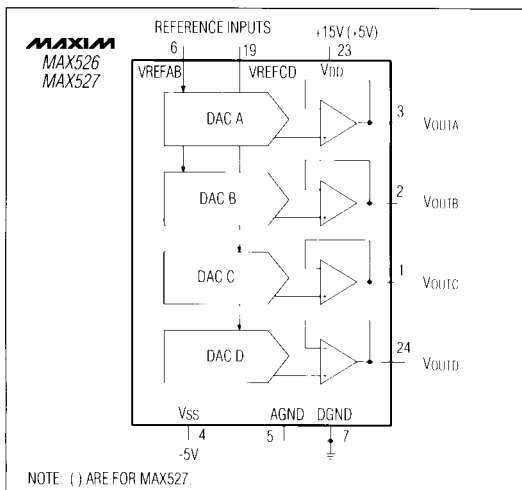 REFERENCE INPUTS
+15V (+5V)
MAXIM
MAX526
MAX527
6
19
23
VREFAB
VREFCD
VDD
DAC A
3
VOUTA
DAC B
2
VOUTB
DAC C
1
VOUTC
DAC D
24
VOUTD
VSS
AGND
DGND
4
5
7
-5V
NOTE: ( ) ARE FOR MAX527.